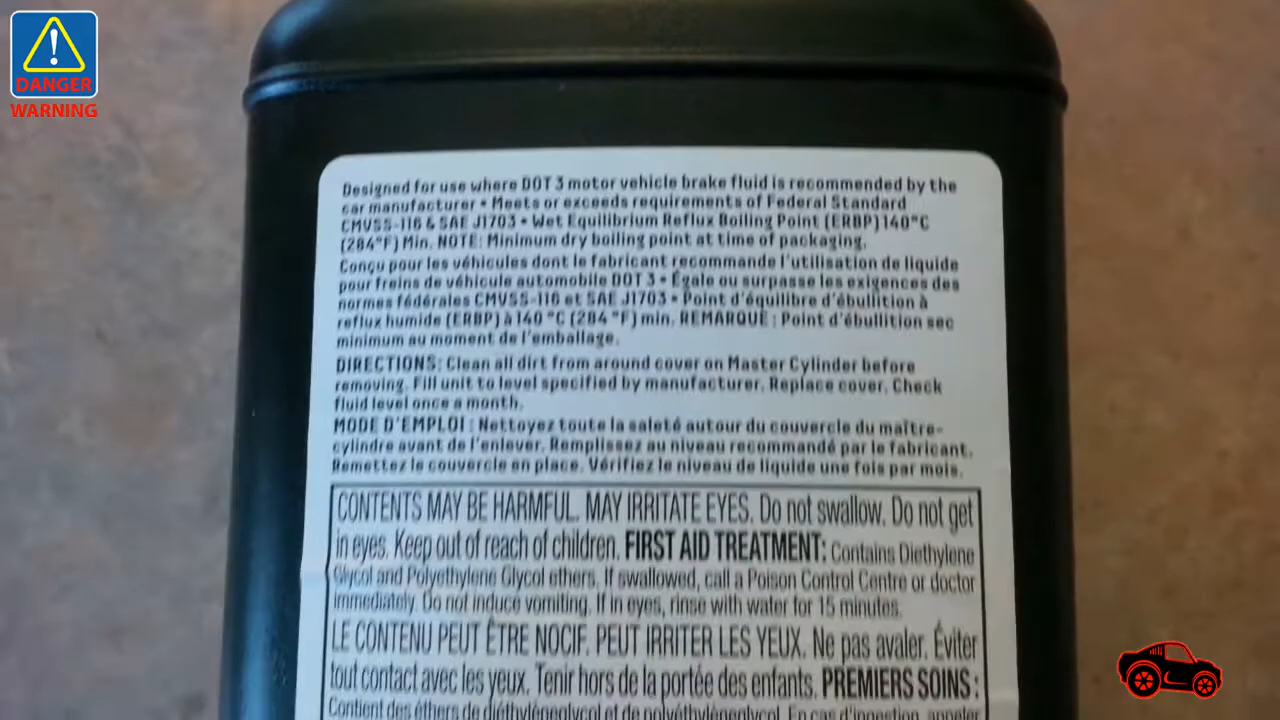 DANGER
WARNING
Designed for use where DOT 3 motor vehicle brake fluid is recommended by the
car manufacturer • Meets or exceeds requirements of Federal Standard
CMVSS-116 & SAE J1703 • Wet Equilibrium Reflux Boiling Point (ERBP) 140°C
(284°F) Min. NOTE: Minimum dry boiling point at time of packaging.
Conçu pour les véhicules dont le fabricant recommande l'utilisation de liquide
pour freins de véhicule automobile DOT 3 • Égale ou surpasse les exigences des
normes fédérales CMVSS-116 et SAE J1703 • Point d'équilibre d'ébullition à
reflux humide (ERBP) à 140 °C (284 °F) min. REMARQUE : Point d'ébullition sec
minimum au moment de l'emballage.
DIRECTIONS: Clean all dirt from around cover on Master Cylinder before
removing. Fill unit to level specified by manufacturer. Replace cover. Check
fluid level once a month.
MODE D'EMPLOI : Nettoyez toute la saleté autour du couvercle du maître-
cylindre avant de l'enlever. Remplissez au niveau recommandé par le fabricant.
Remettez le couvercle en place. Vérifiez le niveau de liquide une fois par mois.
CONTENTS MAY BE HARMFUL. MAY IRRITATE EYES. Do not swallow. Do not get
in eyes. Keep out of reach of children. FIRST AID TREATMENT: Contains Diethylene
Glycol and Polyethylene Glycol ethers. If swallowed, call a Poison Control Centre or doctor
immediately. Do not induce vomiting. If in eyes, rinse with water for 15 minutes.
LE CONTENU PEUT ÊTRE NOCIF. PEUT IRRITER LES YEUX. Ne pas avaler. Éviter
tout contact avec les yeux. Tenir hors de la portée des enfants. PREMIERS SOINS :
Contient des éthers de diéthylèneglycol et de polyéthylèneglycol. En cas d'ingestion, appeler